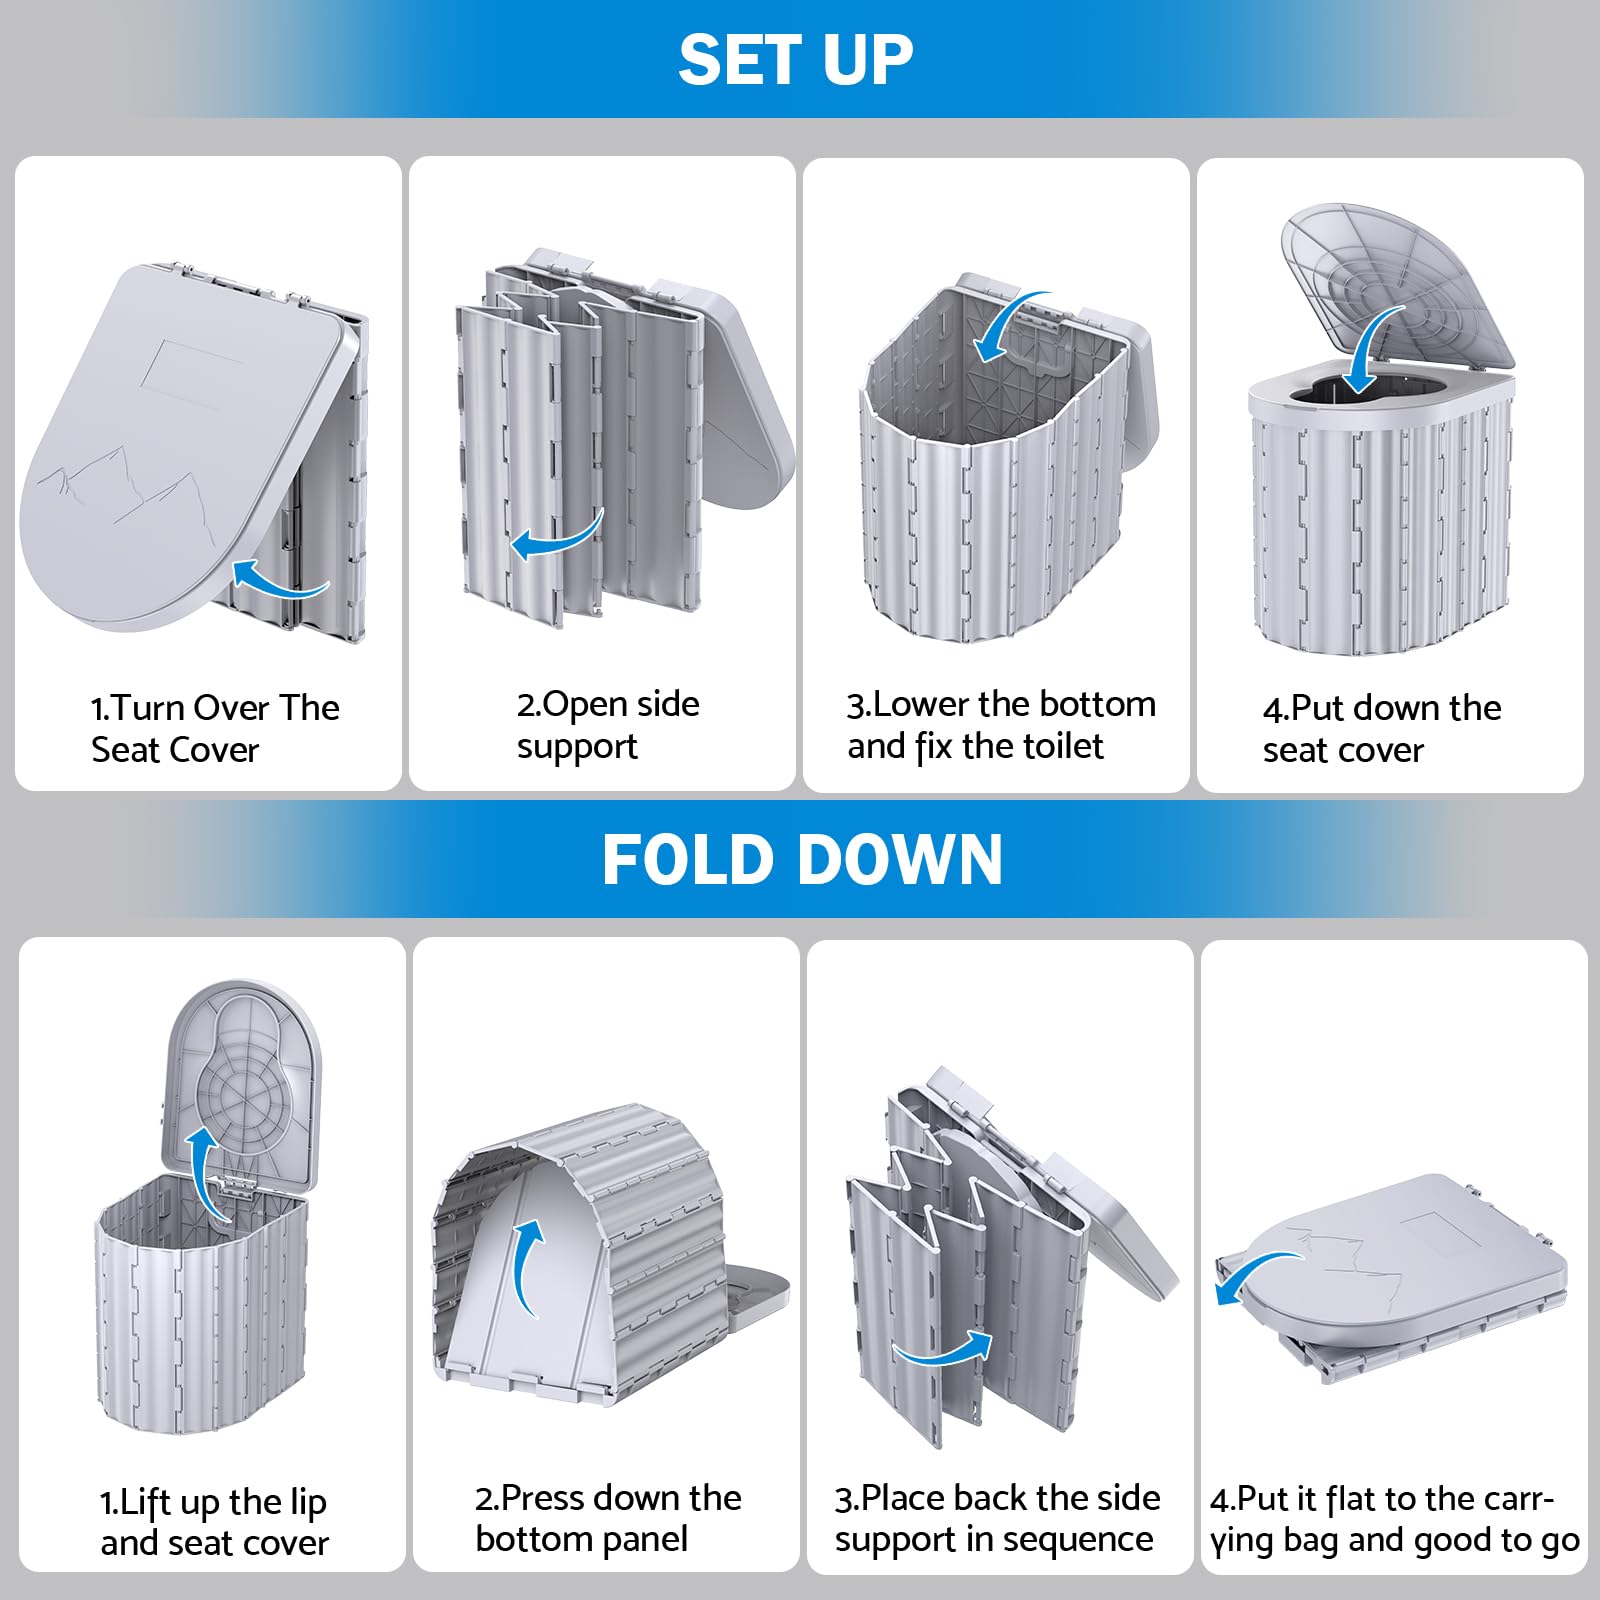 SET UP
1.Turn Over The
Seat Cover
2.Open side
support
3.Lower the bottom
and fix the toilet
4.Put down the
seat cover
FOLD DOWN
1.Lift up the lip
and seat cover
2.Press down the
bottom panel
3.Place back the side
support in sequence
4.Put it flat to the carr-
ying bag and good to go